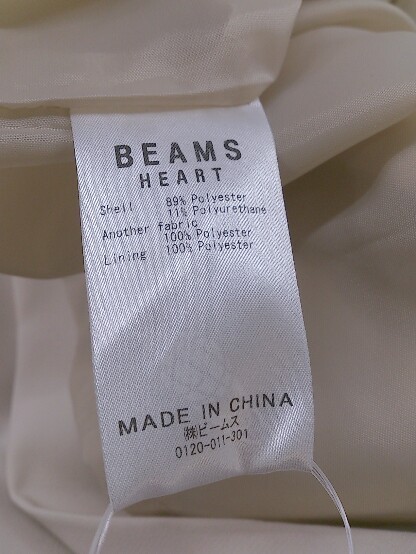 BEAMS
HEART
Shell 89% Polyester
11% Polyurethane
Another fabric
100% Polyester
Lining 100% Polyester
MADE IN CHINA
㈱ビームス
0120-011-301